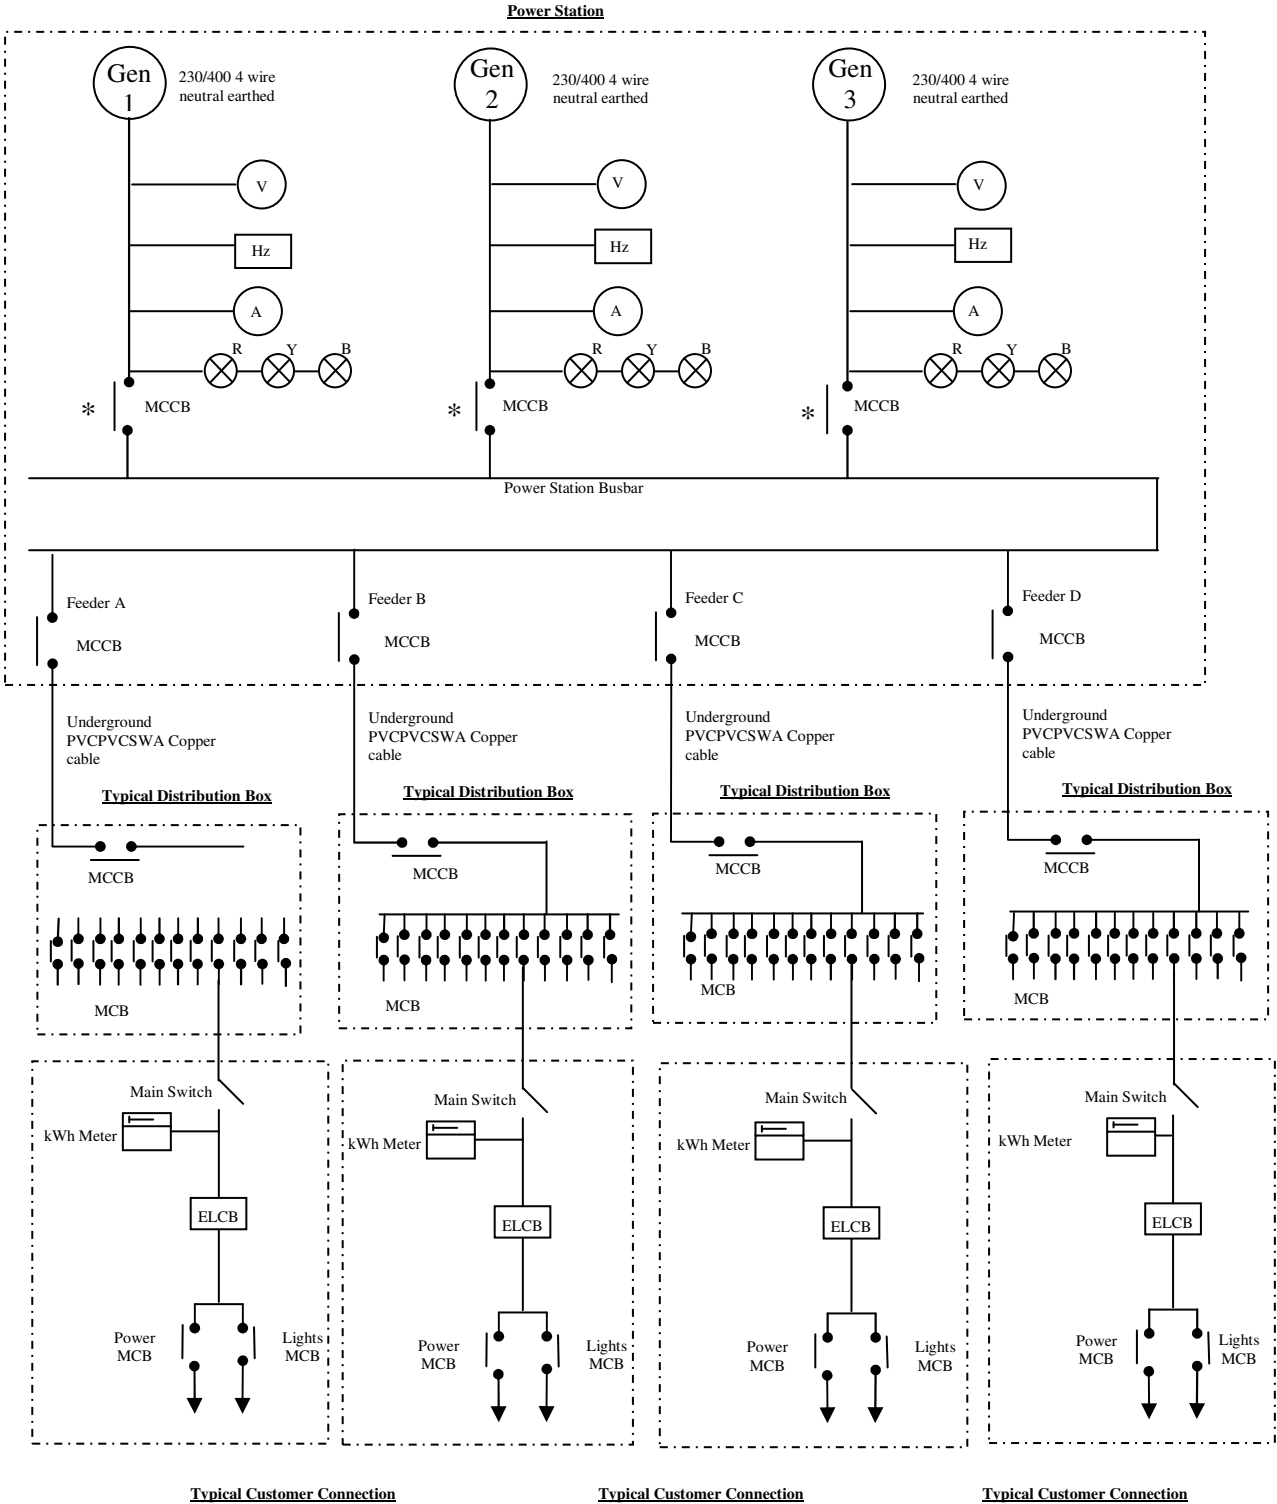 Power Station
Gen
1
230/400 4 wire
neutral earthed
Gen
2
230/400 4 wire
neutral earthed
Gen
3
230/400 4 wire
neutral earthed
V
V
V
Hz
Hz
Hz
A
A
A
R Y B
R Y B
R Y B
* MCCB
* MCCB
* MCCB
Power Station Busbar
Feeder A
MCCB
Feeder B
MCCB
Feeder C
MCCB
Feeder D
MCCB
Underground
PVCPVCSWA Copper
cable
Underground
PVCPVCSWA Copper
cable
Underground
PVCPVCSWA Copper
cable
Underground
PVCPVCSWA Copper
cable
Typical Distribution Box
Typical Distribution Box
Typical Distribution Box
Typical Distribution Box
MCCB
MCCB
MCCB
MCCB
MCB
MCB
MCB
MCB
Main Switch
kWh Meter
ELCB
Power
MCB
Lights
MCB
Main Switch
kWh Meter
ELCB
Power
MCB
Lights
MCB
Main Switch
kWh Meter
ELCB
Power
MCB
Lights
MCB
Main Switch
kWh Meter
ELCB
Power
MCB
Lights
MCB
Typical Customer Connection
Typical Customer Connection
Typical Customer Connection